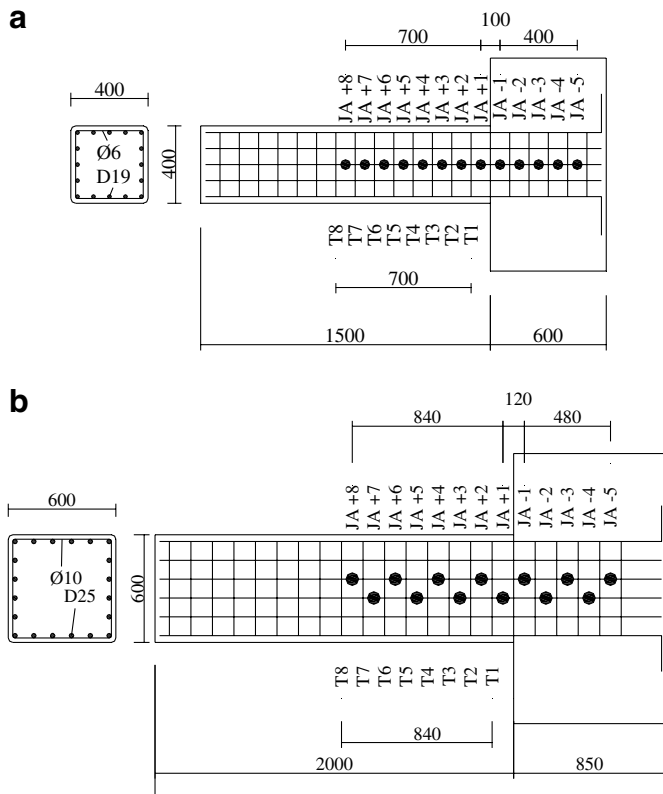 a
100
700
400
JA +8
JA +7
JA +6
JA +5
JA +4
JA +3
JA +2
JA +1
JA -1
JA -2
JA -3
JA -4
JA -5
400
Ø6
D19
400
T8
T7
T6
T5
T4
T3
T2
T1
700
1500
600
b
120
840
480
JA +8
JA +7
JA +6
JA +5
JA +4
JA +3
JA +2
JA +1
JA -1
JA -2
JA -3
JA -4
JA -5
600
Ø10
D25
600
T8
T7
T6
T5
T4
T3
T2
T1
840
2000
850